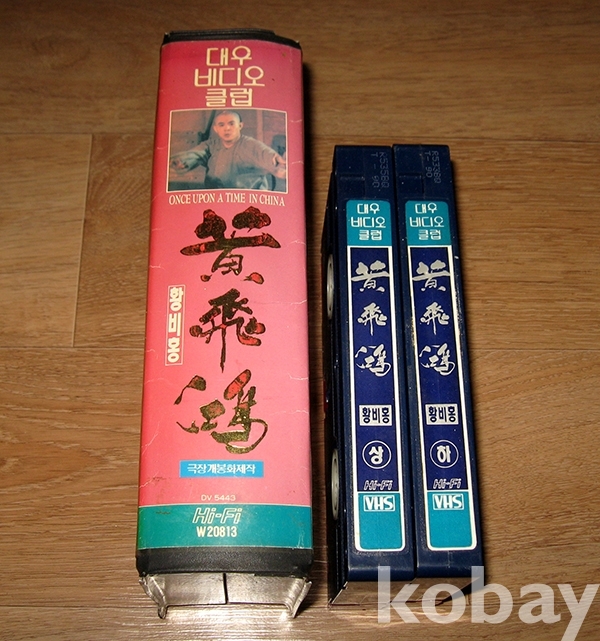 대우
비디오
클럽
ONCE UPON A TIME IN CHINA
黃飛鴻
황비홍
극장개봉화제작
DV 5443
Hi-Fi
W20813
대우
비디오
클럽
黃飛鴻
황비홍
상
Hi-Fi
VHS
대우
비디오
클럽
黃飛鴻
황비홍
하
Hi-Fi
VHS
kobay